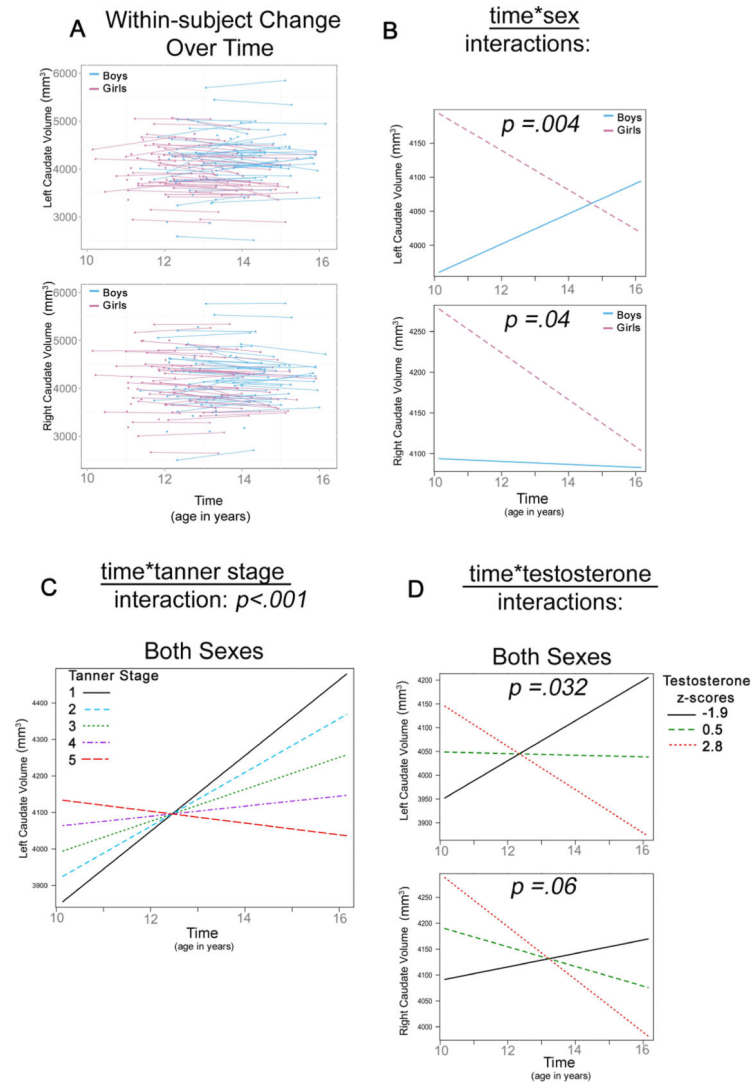 A
Within-subject Change
Over Time
Left Caudate Volume (mm³)
6000
5000
4000
3000
Boys
Girls
10
12
14
16
Right Caudate Volume (mm³)
6000
5000
4000
3000
Boys
Girls
10
12
14
16
Time
(age in years)
B
time*sex
interactions:
Left Caudate Volume (mm³)
4150
4100
4050
4000
p =.004
Boys
Girls
10
12
14
16
Right Caudate Volume (mm³)
4250
4200
4150
4100
p =.04
Boys
Girls
10
12
14
16
Time
(age in years)
C
time*tanner stage
interaction: p<.001
Both Sexes
Left Caudate Volume (mm³)
4400
4300
4200
4100
4000
3900
Tanner Stage
1
2
3
4
5
10
12
14
16
Time
(age in years)
D
time*testosterone
interactions:
Both Sexes
Left Caudate Volume (mm³)
4200
4150
4100
4050
4000
3950
3900
p =.032
10
12
14
16
Testosterone
z-scores
-1.9
0.5
2.8
Right Caudate Volume (mm³)
4250
4200
4150
4100
4050
4000
p =.06
10
12
14
16
Time
(age in years)